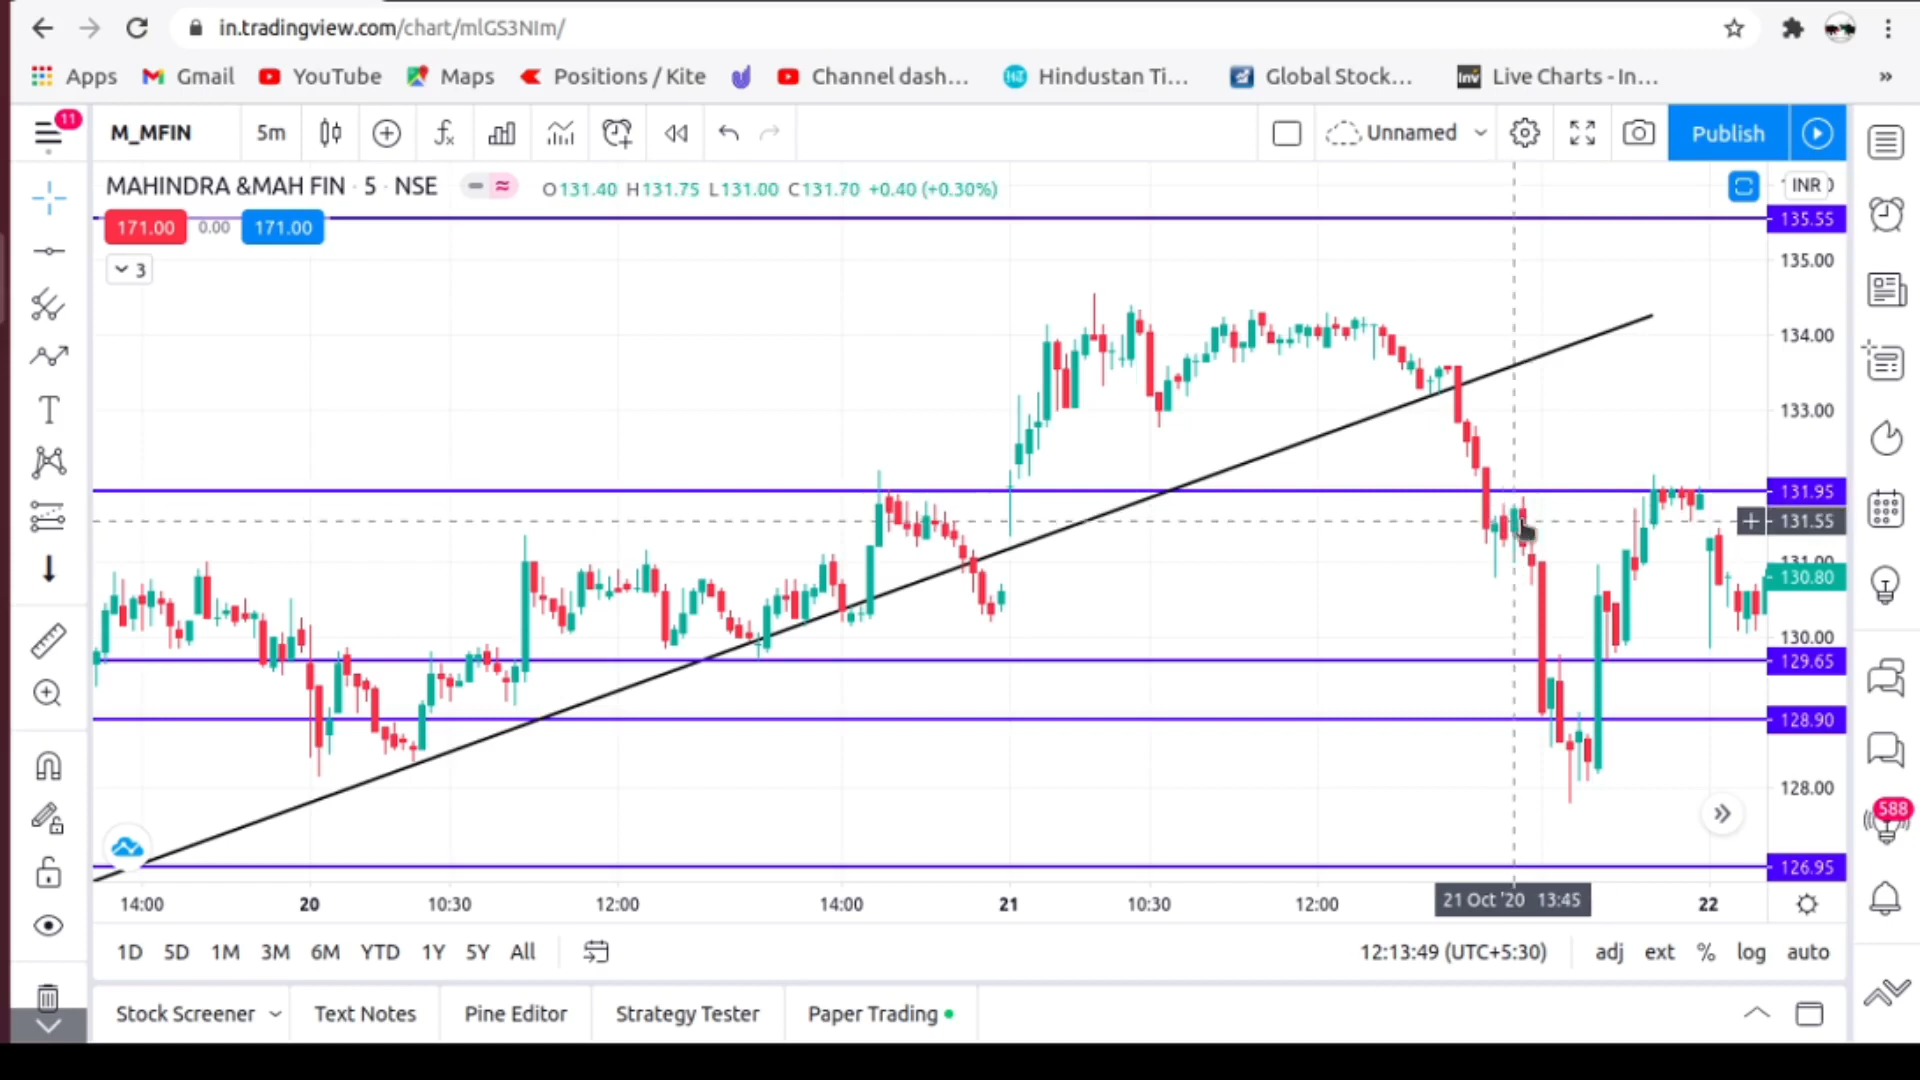 in.tradingview.com/chart/mlGS3NIm/
Apps Gmail YouTube Maps Positions / Kite Channel dash... Hindustan Ti... Global Stock... Live Charts - In... »
11 M_MFIN 5m Unnamed Publish
MAHINDRA &MAH FIN · 5 · NSE O131.40 H131.75 L131.00 C131.70 +0.40 (+0.30%) INR
171.00 0.00 171.00 135.55
3
135.00
134.00
133.00
131.95
131.55
131.00
130.80
130.00
129.65
128.90
128.00
588
126.95
14:00 20 10:30 12:00 14:00 21 10:30 12:00 21 Oct '20 13:45 22
1D 5D 1M 3M 6M YTD 1Y 5Y All 12:13:49 (UTC+5:30) adj ext % log auto
Stock Screener Text Notes Pine Editor Strategy Tester Paper Trading